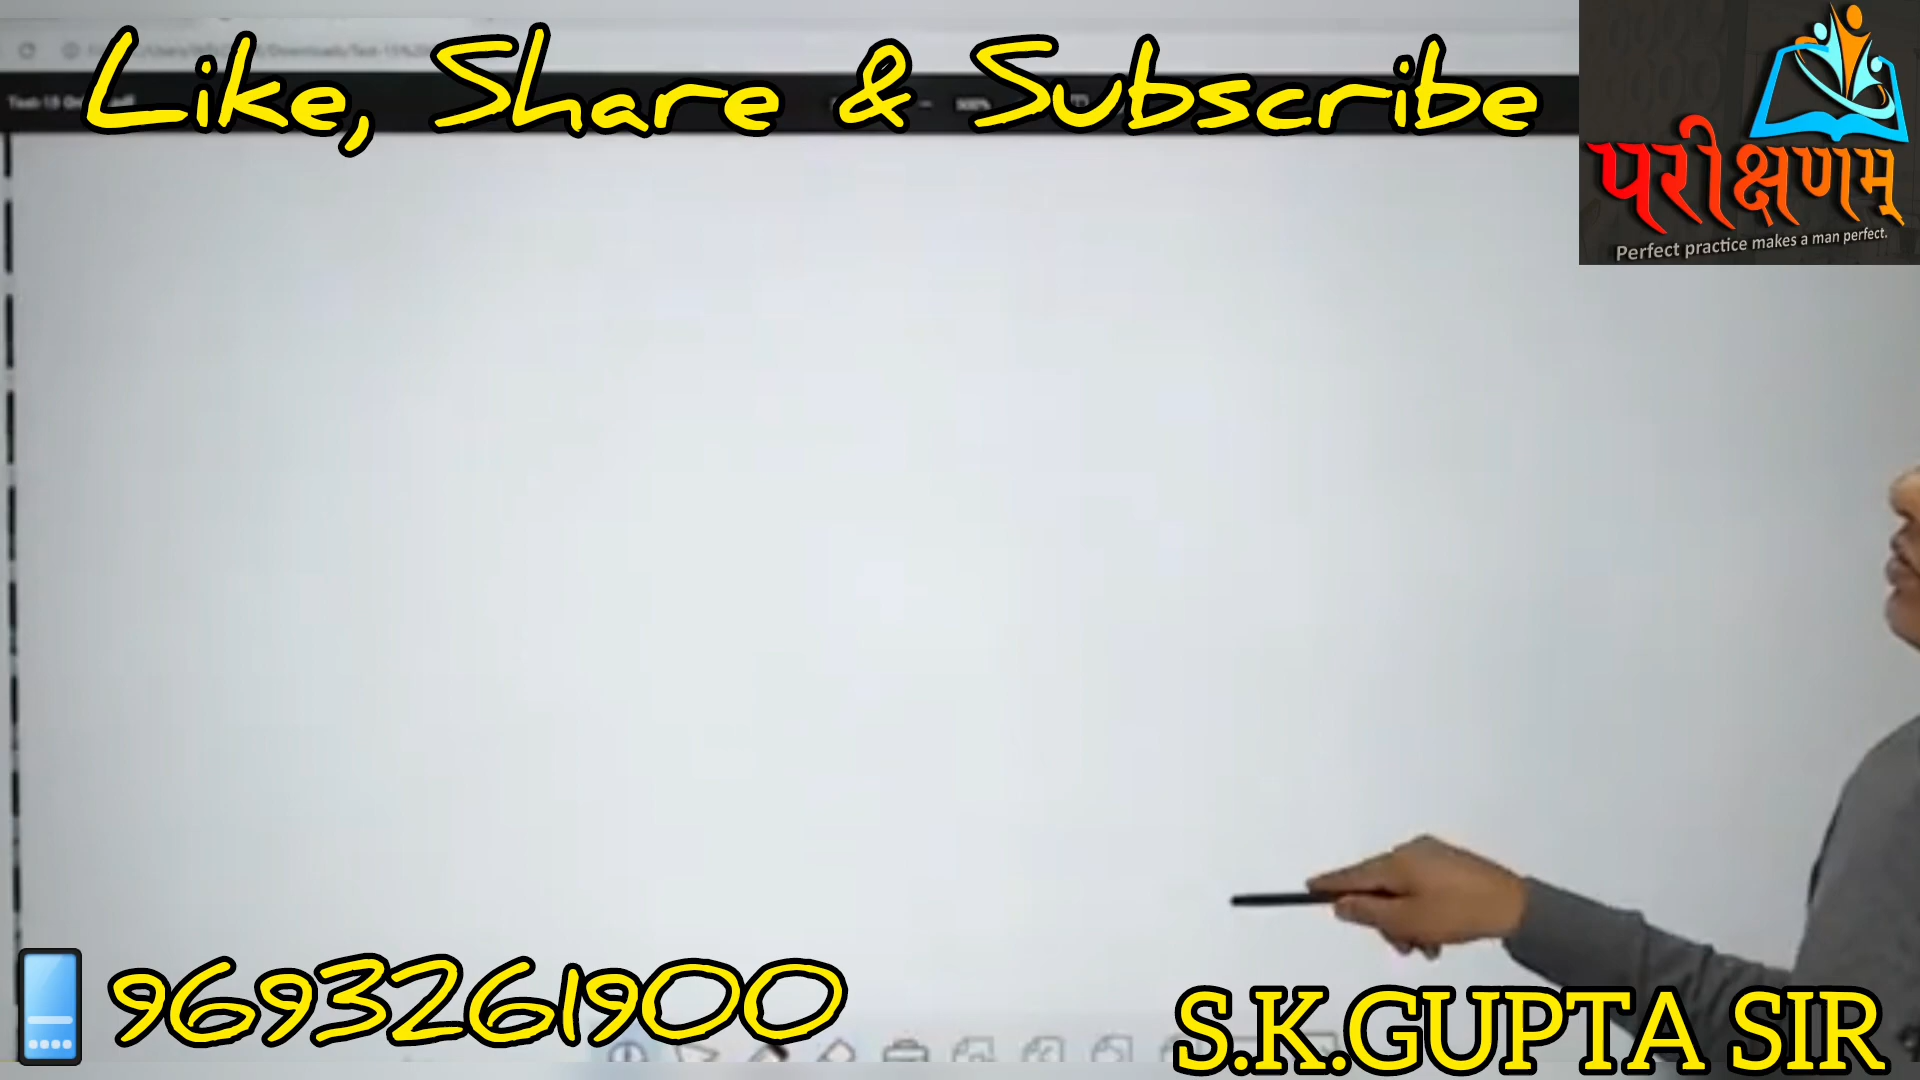 Like, Share & Subscribe
परीक्षणम्
Perfect practice makes a man perfect.
9693261900
S.K.GUPTA SIR